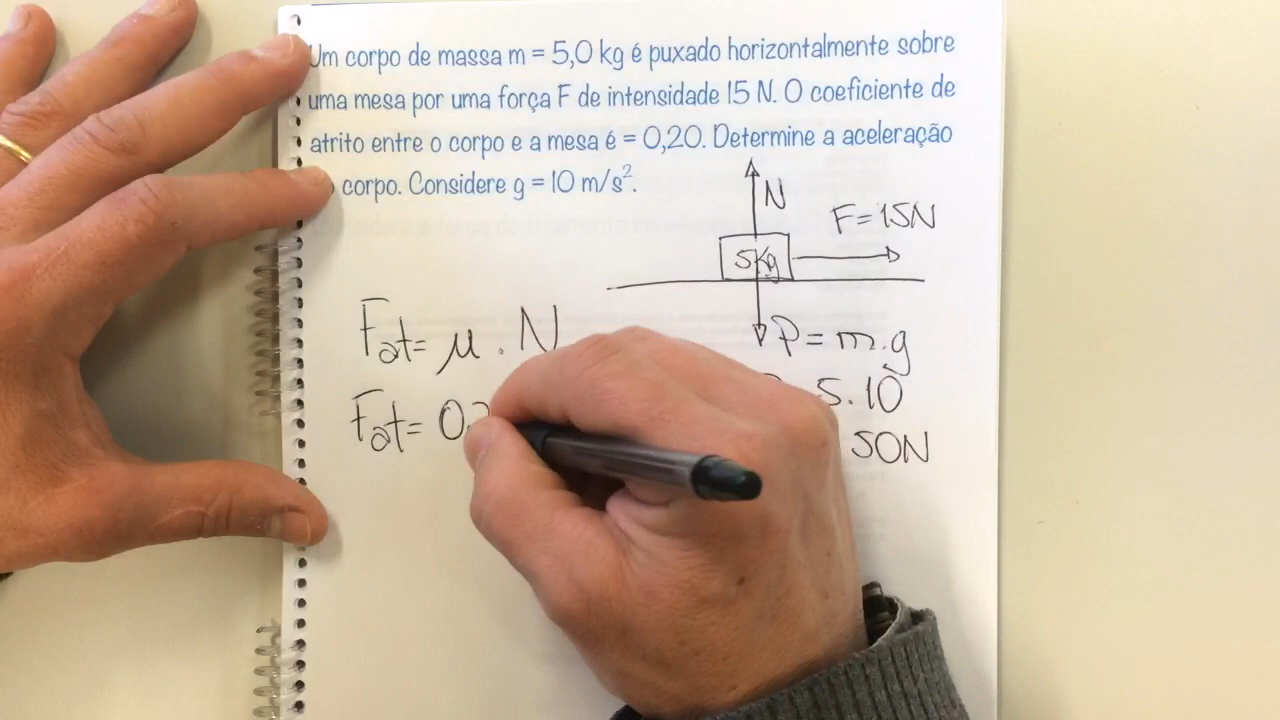 Um corpo de massa m = 5,0 kg é puxado horizontalmente sobre
uma mesa por uma força F de intensidade 15 N. O coeficiente de
atrito entre o corpo e a mesa é = 0,20. Determine a aceleração
corpo. Considere g = 10 m/s².
N
F=15N
5kg
Fat= μ . N
P= m.g
Fat= 0,2
5.10
50N